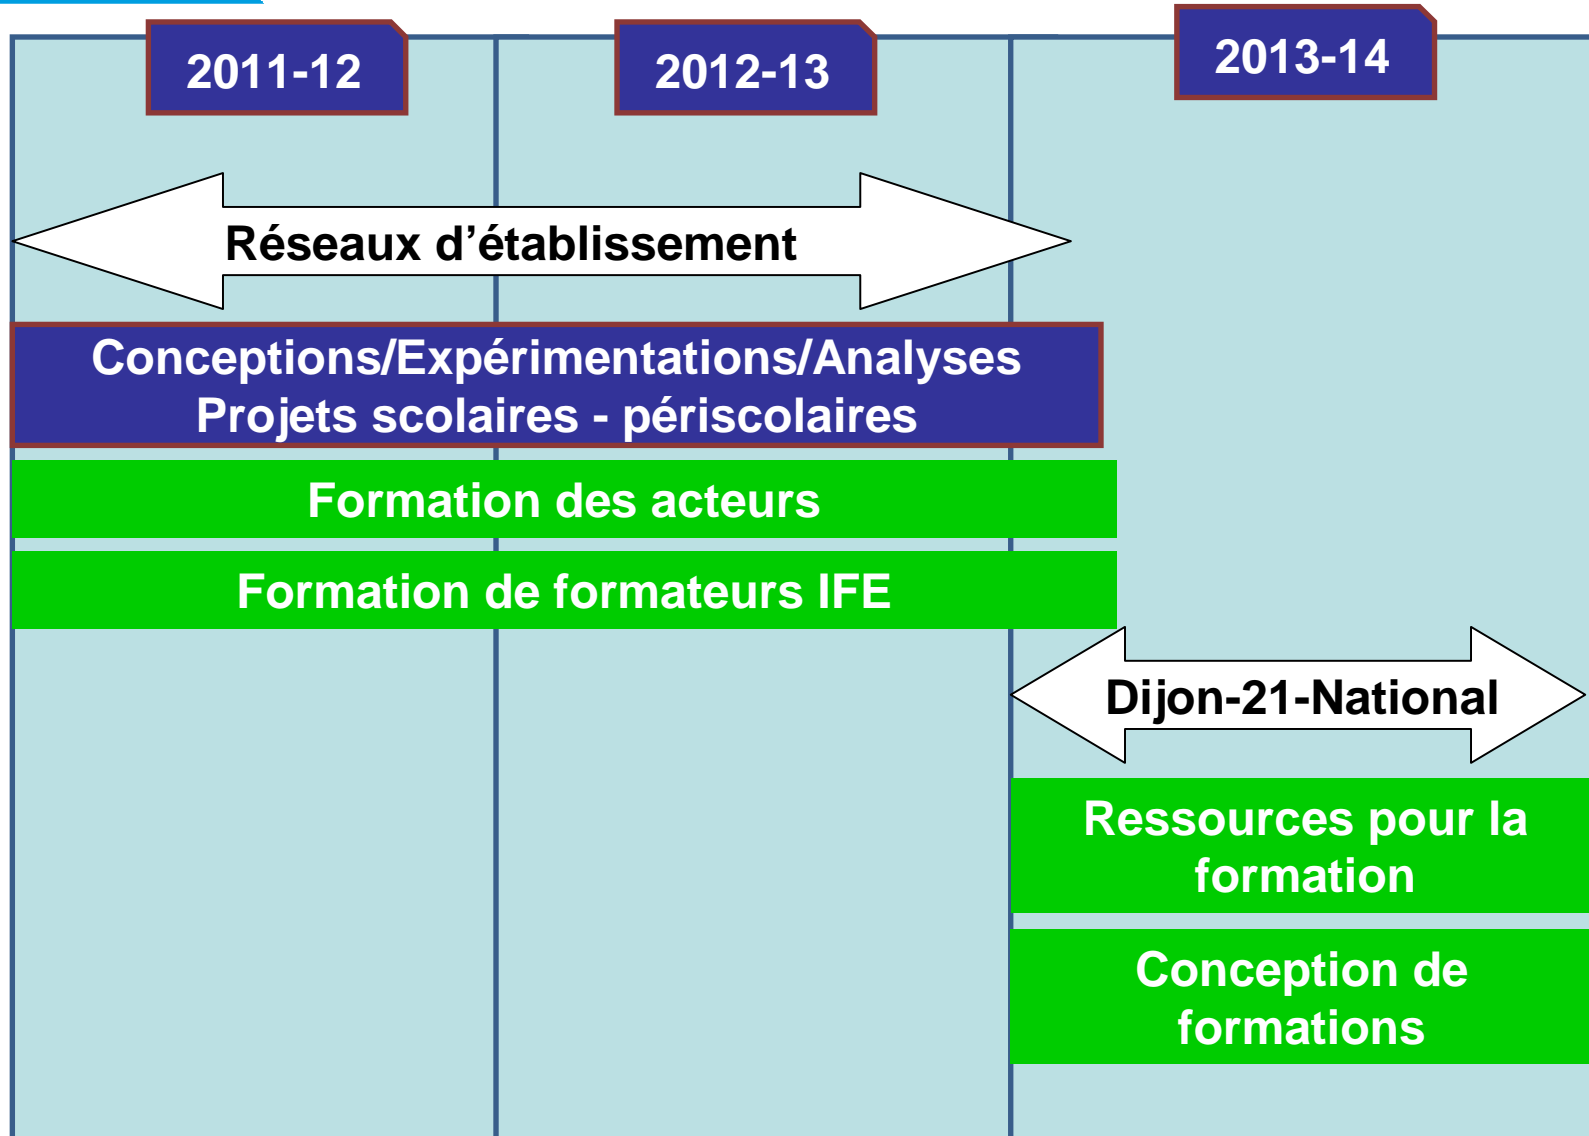 2011-12
2012-13
2013-14
Réseaux d’établissement
Conceptions/Expérimentations/Analyses
Projets scolaires - périscolaires
Formation des acteurs
Formation de formateurs IFE
Dijon-21-National
Ressources pour la
formation
Conception de
formations